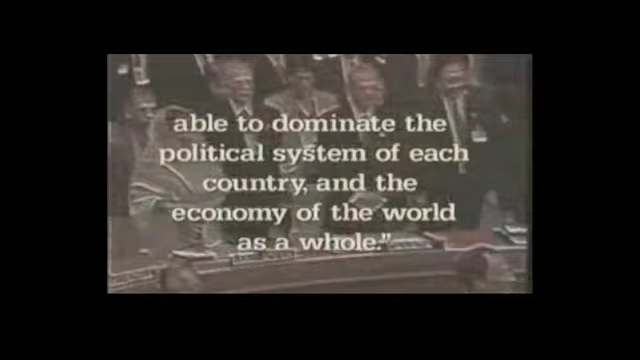 able to dominate the
political system of each
country, and the
economy of the world
as a whole."